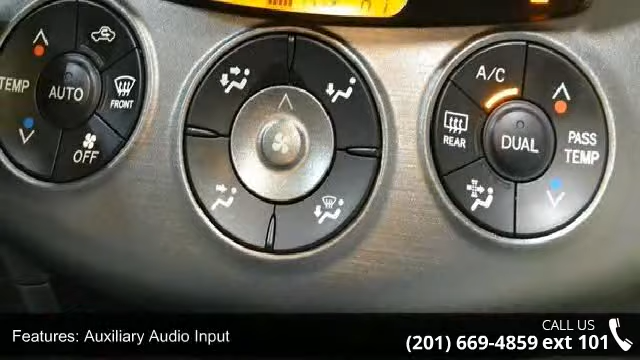 TEMP
AUTO
FRONT
OFF
A/C
REAR
DUAL
PASS
TEMP
Features: Auxiliary Audio Input
CALL US
(201) 669-4859 ext 101